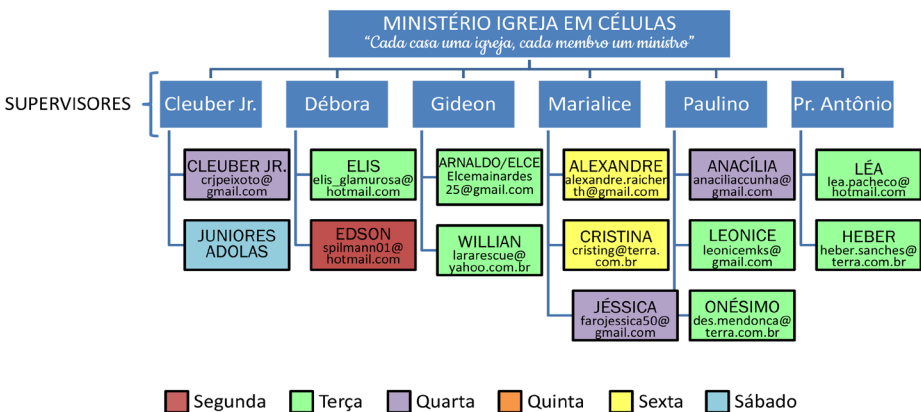 MINISTÉRIO IGREJA EM CÉLULAS
“Cada casa uma igreja, cada membro um ministro”
SUPERVISORES
Cleuber Jr.
Débora
Gideon
Marialice
Paulino
Pr. Antônio
CLEUBER JR.
crjpeixoto@
gmail.com
ELIS
elis_glamurosa@
hotmail.com
ARNALDO/ELCE
Elcemainardes
25@gmail.com
ALEXANDRE
alexandre.raicher
th@gmail.com
ANACÍLIA
anaciliaccunha@
gmail.com
LÉA
lea.pacheco@
hotmail.com
JUNIORES
ADOLAS
EDSON
spilmann01@
hotmail.com
WILLIAN
lararescue@
yahoo.com.br
CRISTINA
cristing@terra.
com.br
LEONICE
leonicemks@
gmail.com
HEBER
heber.sanches@
terra.com.br
JÉSSICA
farojessica50@
gmail.com
ONÉSIMO
des.mendonca@
terra.com.br
Segunda
Terça
Quarta
Quinta
Sexta
Sábado